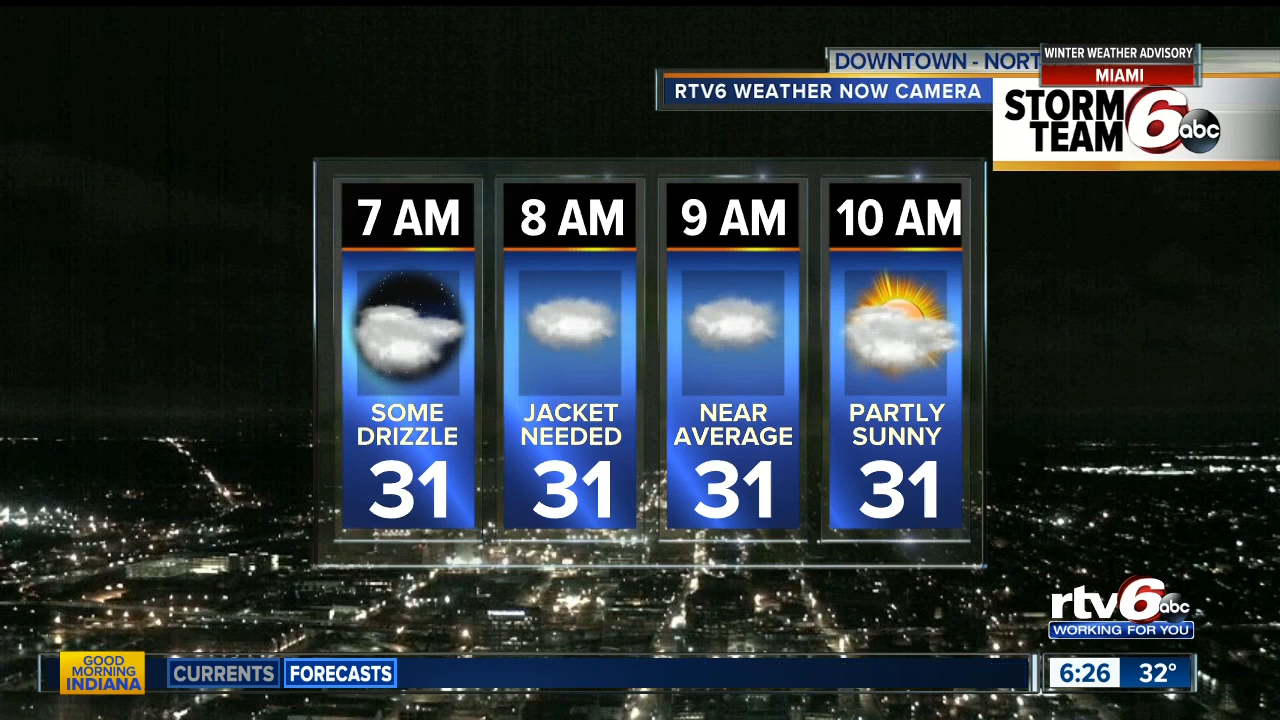 DOWNTOWN - NORT
WINTER WEATHER ADVISORY
MIAMI
RTV6 WEATHER NOW CAMERA
STORM
TEAM 6 abc
7 AM
SOME
DRIZZLE
31
8 AM
JACKET
NEEDED
31
9 AM
NEAR
AVERAGE
31
10 AM
PARTLY
SUNNY
31
rtv6 abc
WORKING FOR YOU
GOOD
MORNING
INDIANA
CURRENTS
FORECASTS
6:26
32°